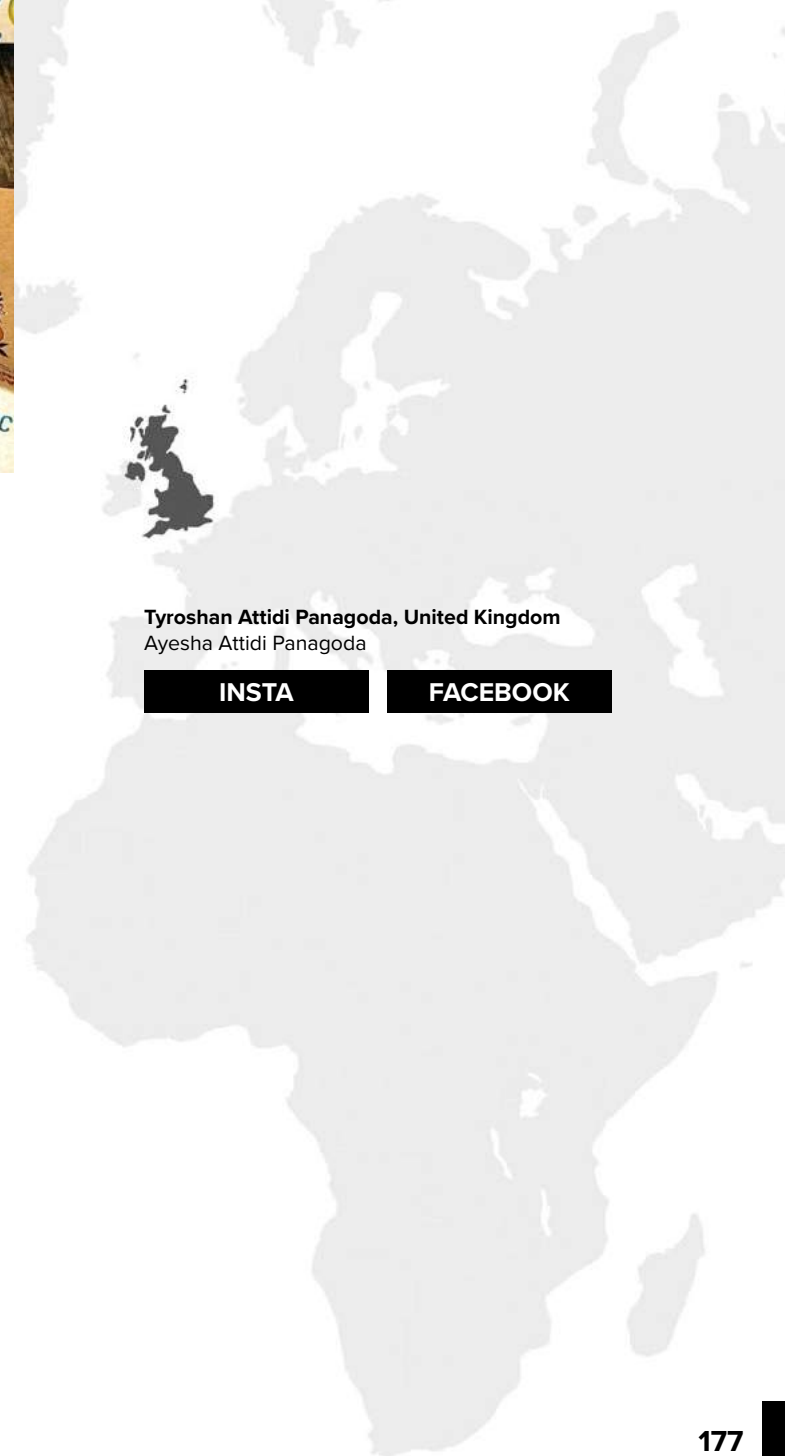 C
Tyroshan Attidi Panagoda, United Kingdom
Ayesha Attidi Panagoda
INSTA
FACEBOOK
177